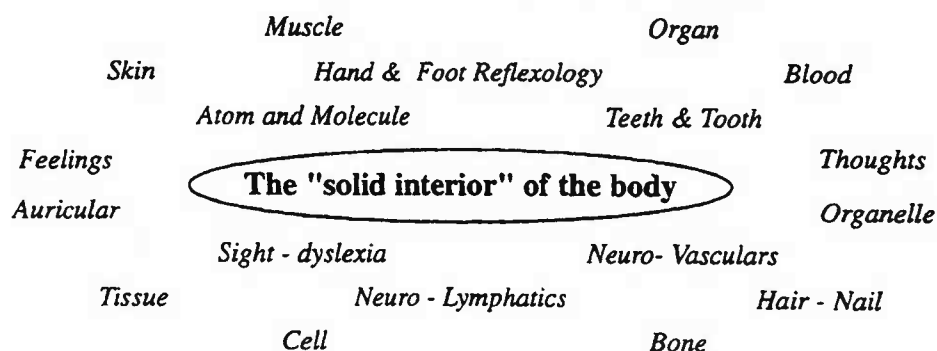 Muscle Organ
Skin Hand & Foot Reflexology Blood
Atom and Molecule Teeth & Tooth
Feelings Thoughts
The "solid interior" of the body
Auricular Organelle
Sight - dyslexia Neuro- Vasculars
Tissue Neuro - Lymphatics Hair - Nail
Cell Bone